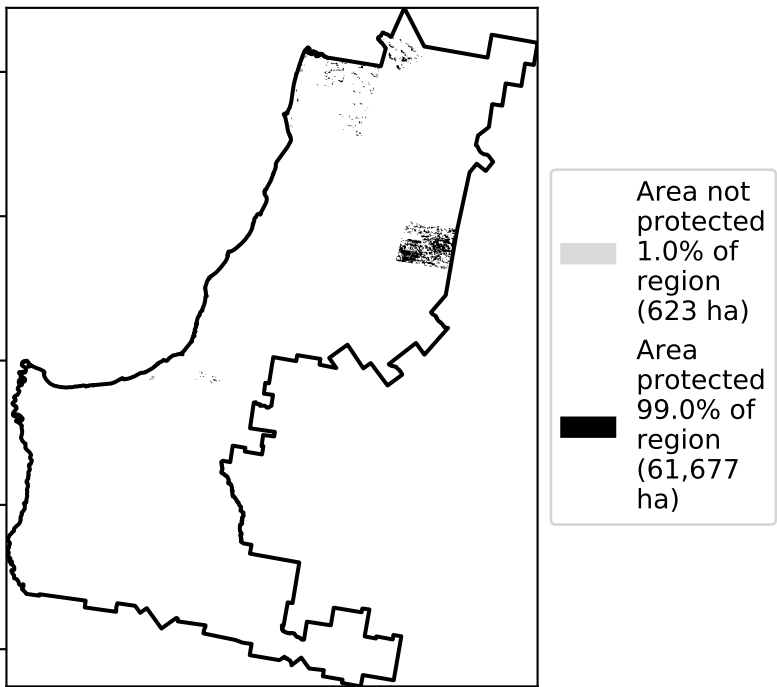 Area not
protected
1.0% of
region
(623 ha)
Area
protected
99.0% of
region
(61,677
ha)